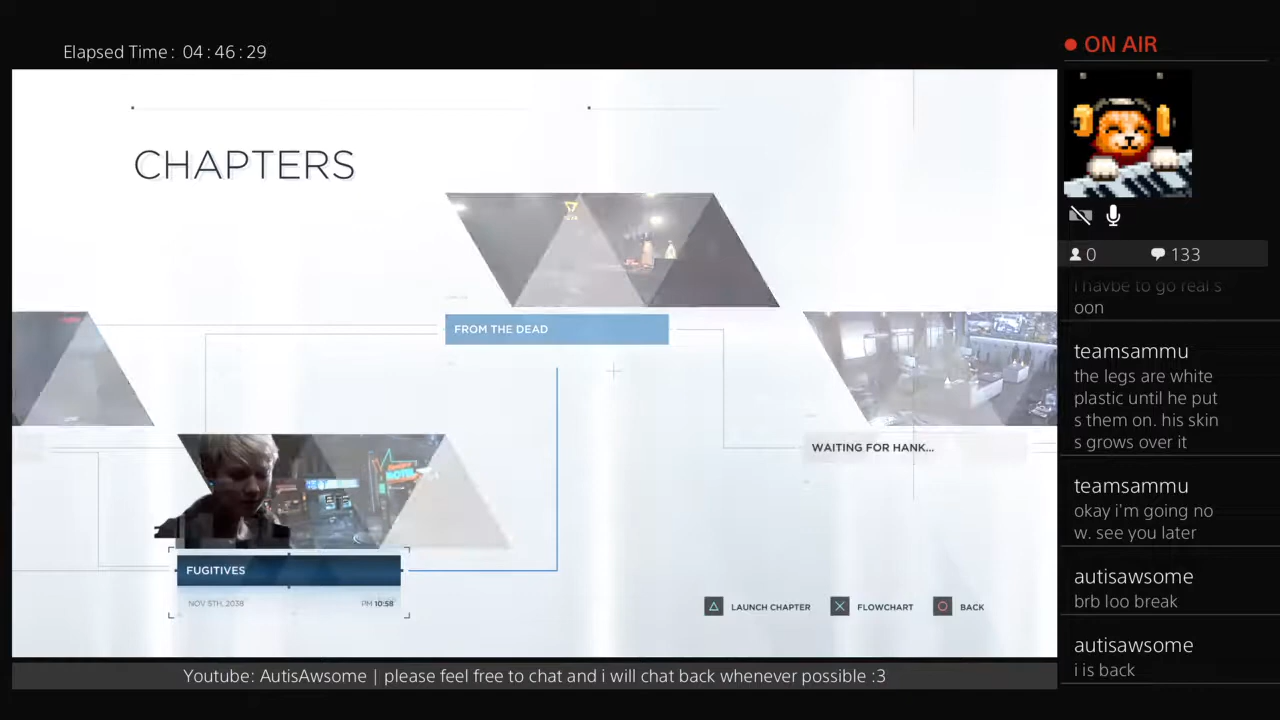 Elapsed Time: 04:46:29
ON AIR
CHAPTERS
0
133
i havbe to go real s
oon
FROM THE DEAD
teamsammu
the legs are white
plastic until he put
s them on. his skin
s grows over it
WAITING FOR HANK...
teamsammu
okay i'm going no
w. see you later
FUGITIVES
autisawsome
brb loo break
NOV 5TH, 2038
PM 10:58
LAUNCH CHAPTER
FLOWCHART
BACK
autisawsome
i is back
Youtube: AutisAwsome | please feel free to chat and i will chat back whenever possible :3